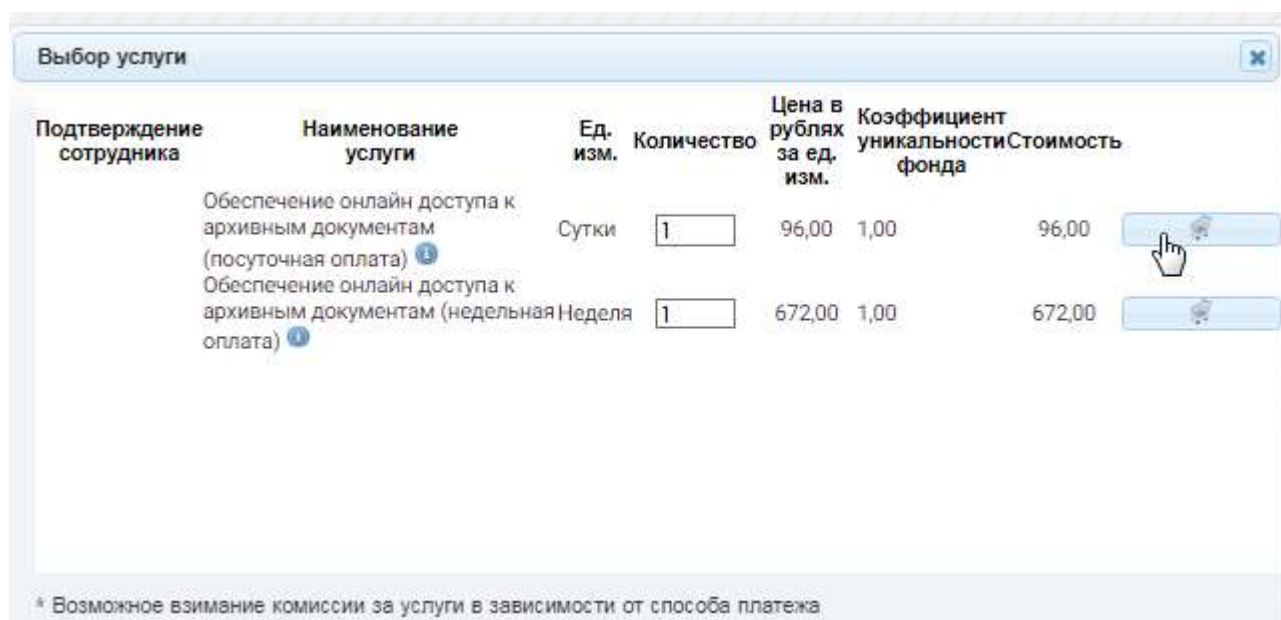 Выбор услуги
Подтверждение сотрудника Наименование услуги Ед. изм. Количество Цена в рублях за ед. изм. Коэффициент уникальности фонда Стоимость
Обеспечение онлайн доступа к
архивным документам Сутки 1 96,00 1,00 96,00
(посуточная оплата)
Обеспечение онлайн доступа к
архивным документам (недельная Неделя 1 672,00 1,00 672,00
оплата)
* Возможное взимание комиссии за услуги в зависимости от способа платежа